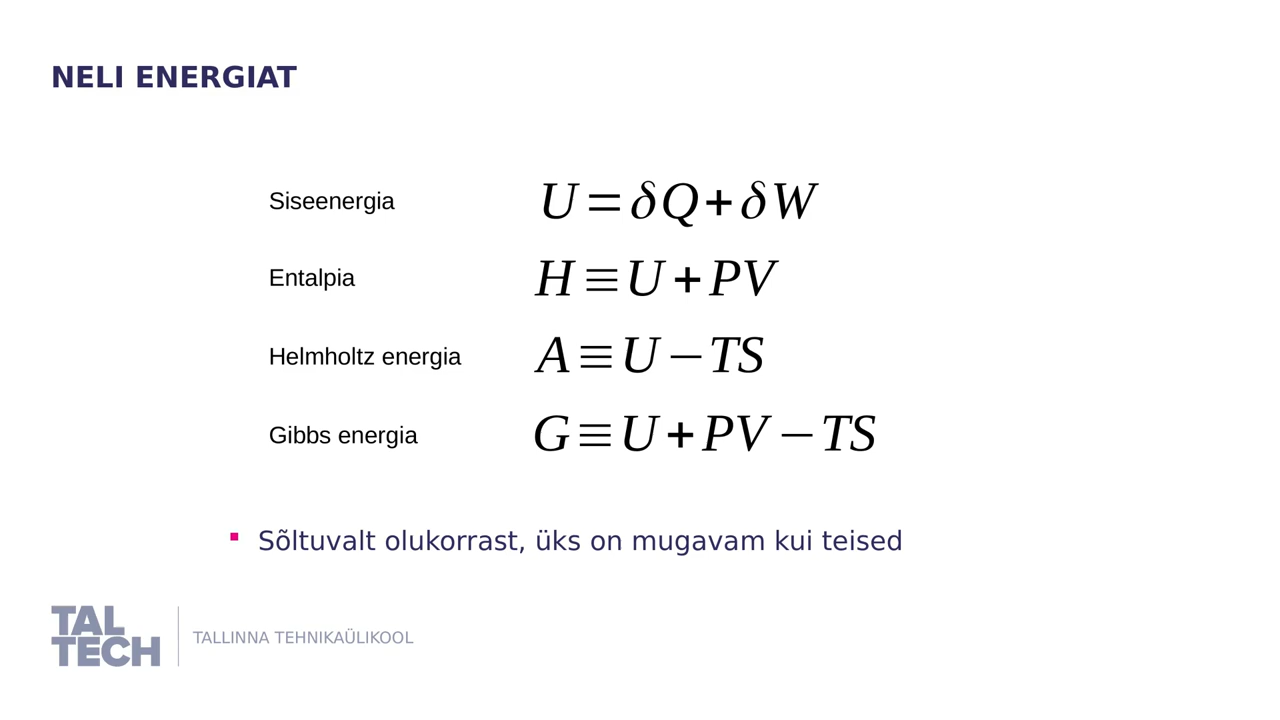 NELI ENERGIAT
Siseenergia U=δQ+δW
Entalpia H≡U+PV
Helmholtz energia A≡U−TS
Gibbs energia G≡U+PV−TS
Sõltuvalt olukorrast, üks on mugavam kui teised
TAL
TECH
TALLINNA TEHNIKAÜLIKOOL